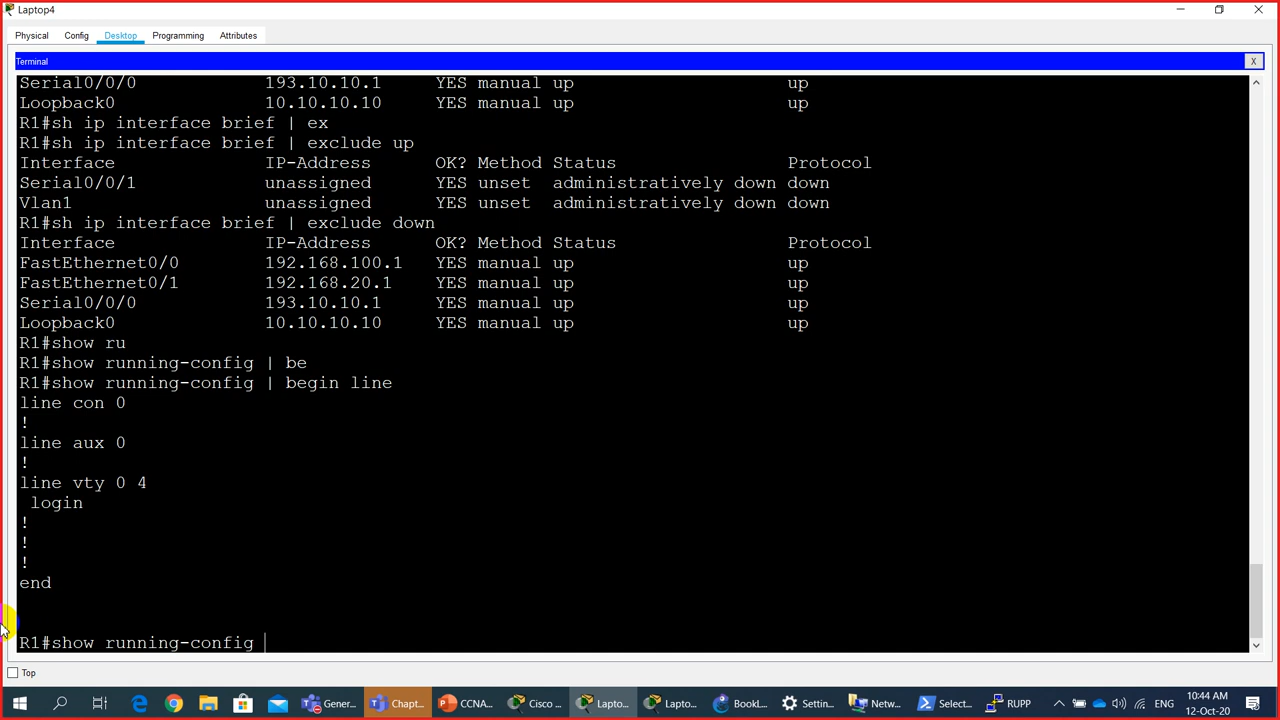 Laptop4
Physical Config Desktop Programming Attributes
Terminal X
Serial0/0/0 193.10.10.1 YES manual up up
Loopback0 10.10.10.10 YES manual up up
R1#sh ip interface brief | ex
R1#sh ip interface brief | exclude up
Interface IP-Address OK? Method Status Protocol
Serial0/0/1 unassigned YES unset administratively down down
Vlan1 unassigned YES unset administratively down down
R1#sh ip interface brief | exclude down
Interface IP-Address OK? Method Status Protocol
FastEthernet0/0 192.168.100.1 YES manual up up
FastEthernet0/1 192.168.20.1 YES manual up up
Serial0/0/0 193.10.10.1 YES manual up up
Loopback0 10.10.10.10 YES manual up up
R1#show ru
R1#show running-config | be
R1#show running-config | begin line
line con 0
!
line aux 0
!
line vty 0 4
login
!
!
!
end
R1#show running-config
Top
Gener... Chapt... CCNA... Cisco ... Lapto... Lapto... BookL... Settin... Netw... Select... RUPP ENG 10:44 AM
12-Oct-20